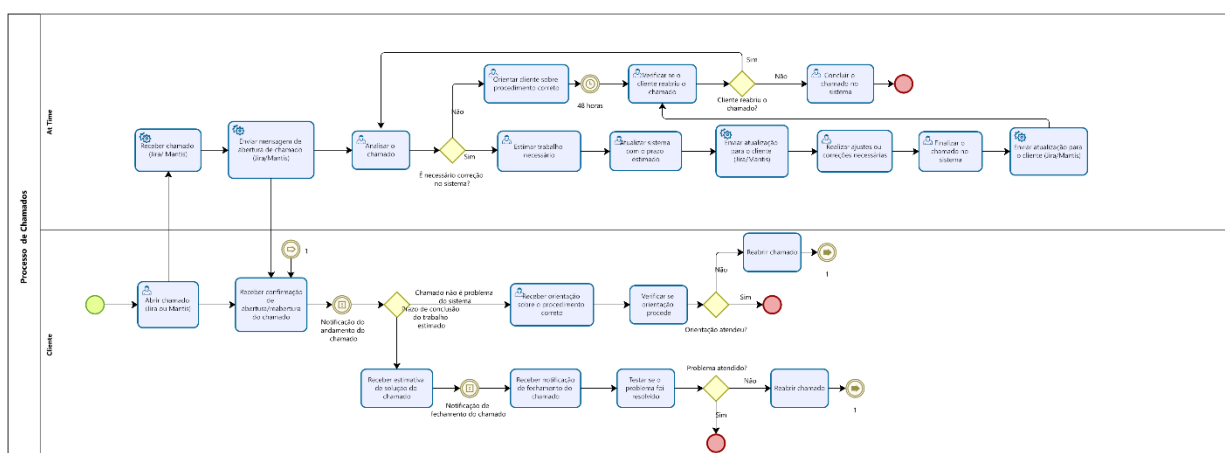 Processo de Chamados
At Time
Receber chamado
(Jira/ Mantis)
Enviar mensagem de
abertura de chamado
(Jira/Mantis)
Analisar o
chamado
É necessário correção
no sistema?
Não
Sim
Orientar cliente sobre
procedimento correto
48 horas
Verificar se o
cliente reabriu o
chamado
Sim
Cliente reabriu o
chamado?
Não
Concluir o
chamado no
sistema
Estimar trabalho
necessário
Atualizar sistema
com o prazo
estimado
Enviar atualização
para o cliente
(Jira/Mantis)
Realizar ajustes ou
correções necessárias
Finalizar o
chamado no
sistema
Enviar atualização para
o cliente (Jira/Mantis)
Cliente
Abrir chamado
(Jira ou Mantis)
1
Receber confirmação
de
abertura/reabertura
do chamado
Notificação do
andamento do
chamado
Chamado não é problema
do sistema
Prazo de conclusão
do trabalho
estimado
Receber orientação
sobre o procedimento
correto
Verificar se
orientação
procede
Orientação atendeu?
Não
Sim
Reabrir chamado
1
Receber estimativa
de solução do
chamado
Notificação de
fechamento do chamado
Receber notificação
de fechamento do
chamado
Testar se o
problema foi
resolvido
Problema atendido?
Não
Sim
Reabrir chamado
1